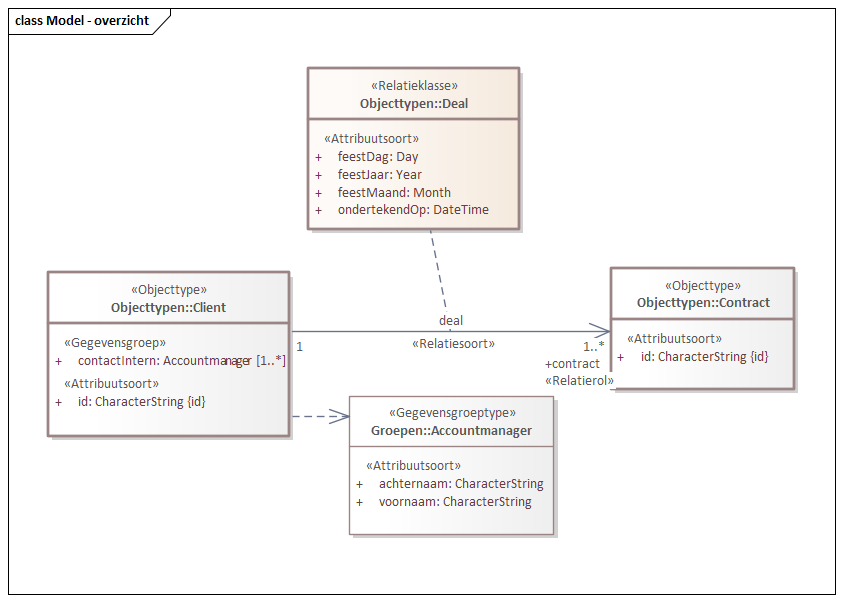 class Model - overzicht
«Relatieklasse»
Objecttypen::Deal
«Attribuutsoort»
+ feestDag: Day
+ feestJaar: Year
+ feestMaand: Month
+ ondertekendOp: DateTime
«Objecttype»
Objecttypen::Client
«Gegevensgroep»
+ contactIntern: Accountmanager [1..*]
«Attribuutsoort»
+ id: CharacterString {id}
deal
1
«Relatiesoort»
1..*
+contract
«Relatierol»
«Objecttype»
Objecttypen::Contract
«Attribuutsoort»
+ id: CharacterString {id}
«Gegevensgroeptype»
Groepen::Accountmanager
«Attribuutsoort»
+ achternaam: CharacterString
+ voornaam: CharacterString